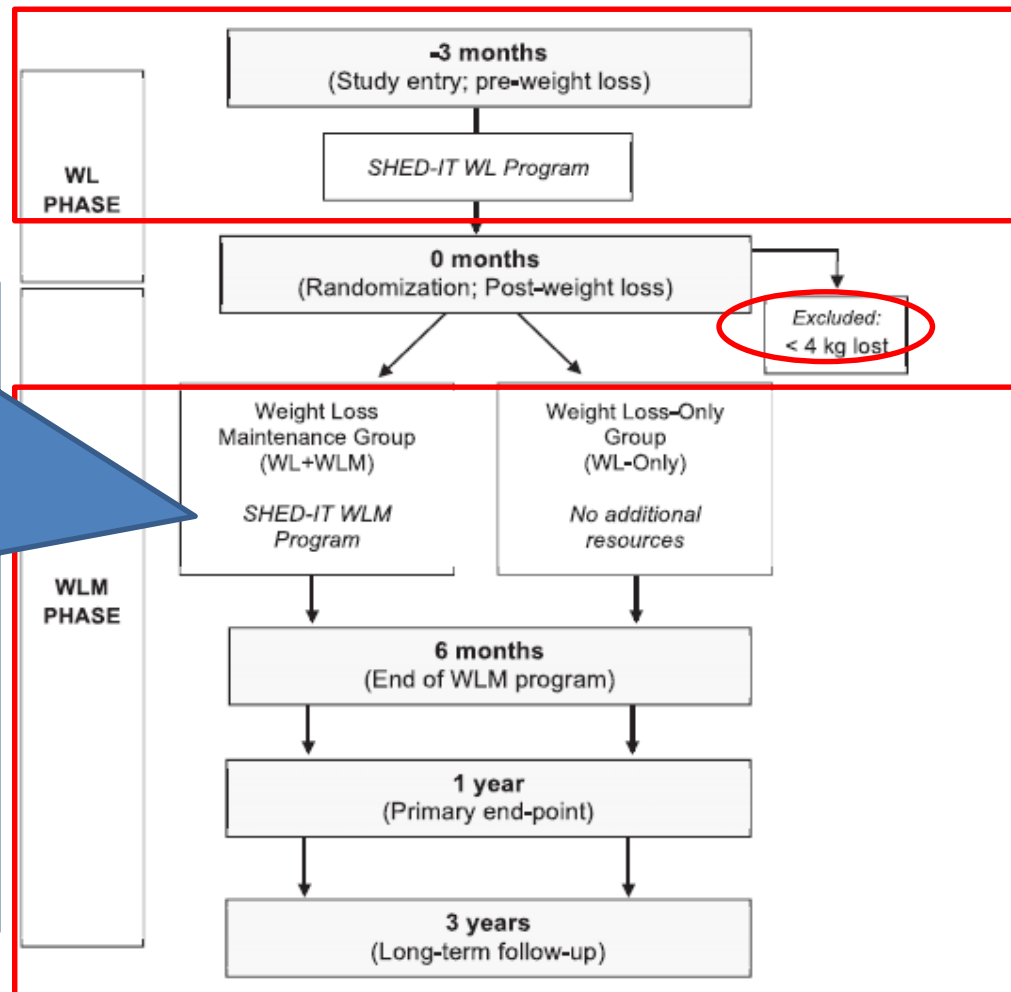 -3 months
(Study entry; pre-weight loss)
WL
PHASE
SHED-IT WL Program
0 months
(Randomization; Post-weight loss)
Excluded:
< 4 kg lost
WLM
PHASE
Weight Loss
Maintenance Group
(WL+WLM)
SHED-IT WLM
Program
Weight Loss-Only
Group
(WL-Only)
No additional
resources
6 months
(End of WLM program)
1 year
(Primary end-point)
3 years
(Long-term follow-up)